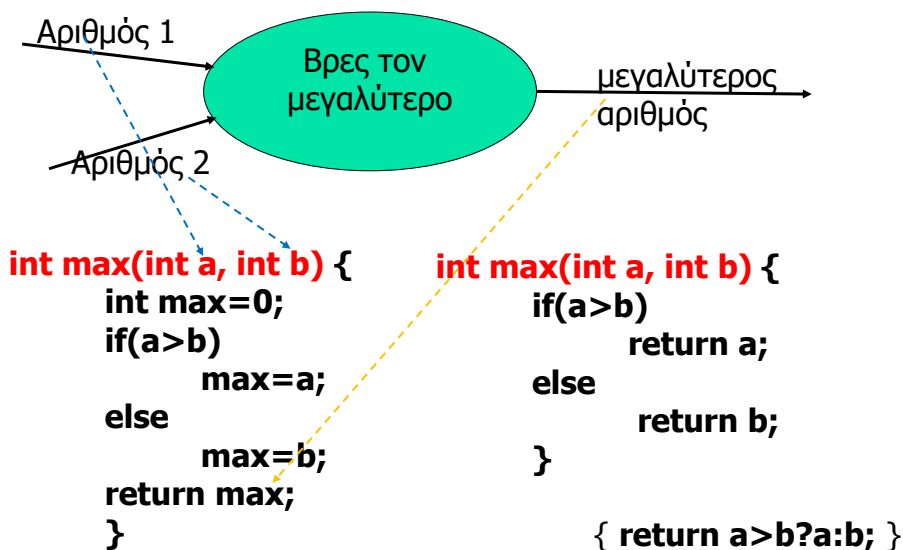 Αριθμός 1
Βρες τον
μεγαλύτερο
μεγαλύτερος
αριθμός
Αριθμός 2
int max(int a, int b) {
int max=0;
if(a>b)
max=a;
else
max=b;
return max;
}
int max(int a, int b) {
if(a>b)
return a;
else
return b;
}
{ return a>b?a:b; }